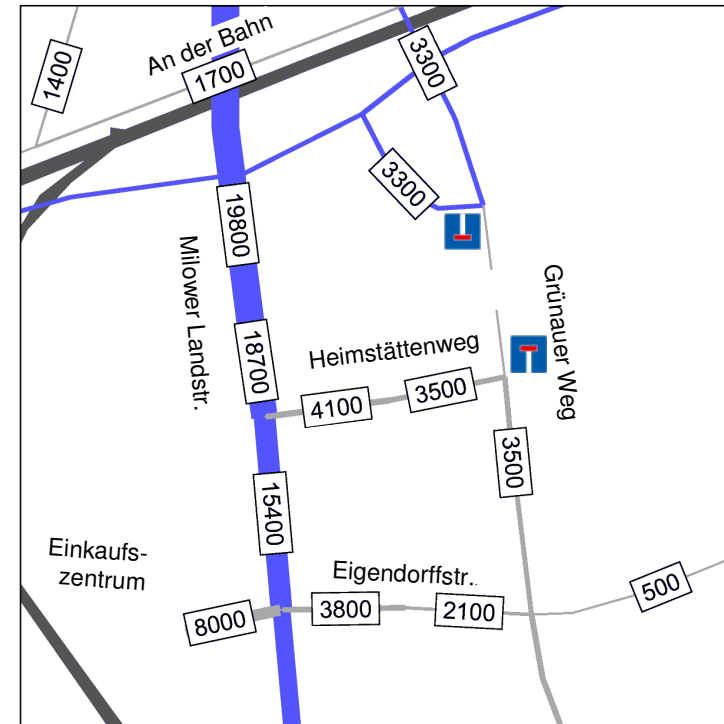 An der Bahn
1400
1700
3300
3300
19800
Milower Landstr.
Grünauer Weg
18700
Heimstättenweg
4100
3500
3500
15400
Einkaufs-
zentrum
Eigendorffstr..
8000
3800
2100
500